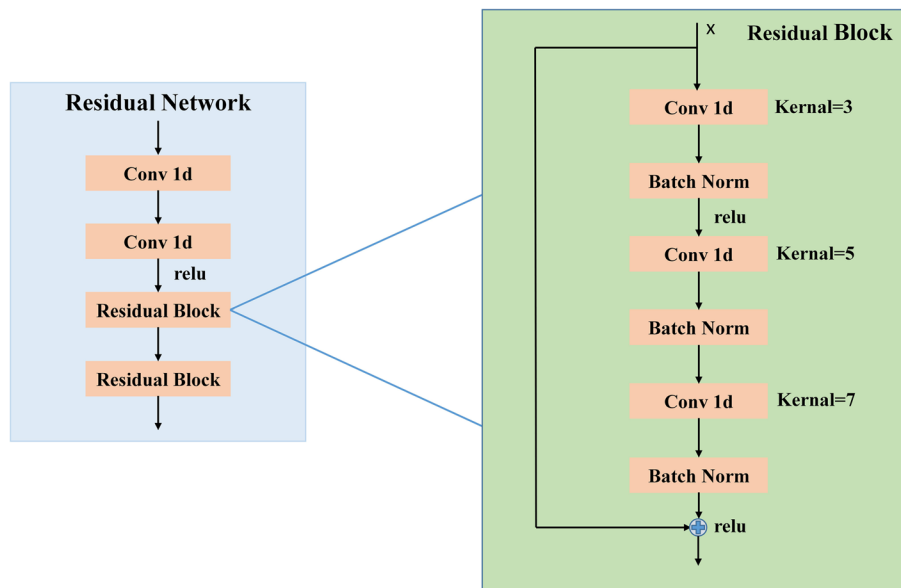 Residual Network
Conv 1d
Conv 1d
relu
Residual Block
Residual Block
x
Residual Block
Conv 1d
Kernal=3
Batch Norm
relu
Conv 1d
Kernal=5
Batch Norm
Conv 1d
Kernal=7
Batch Norm
relu